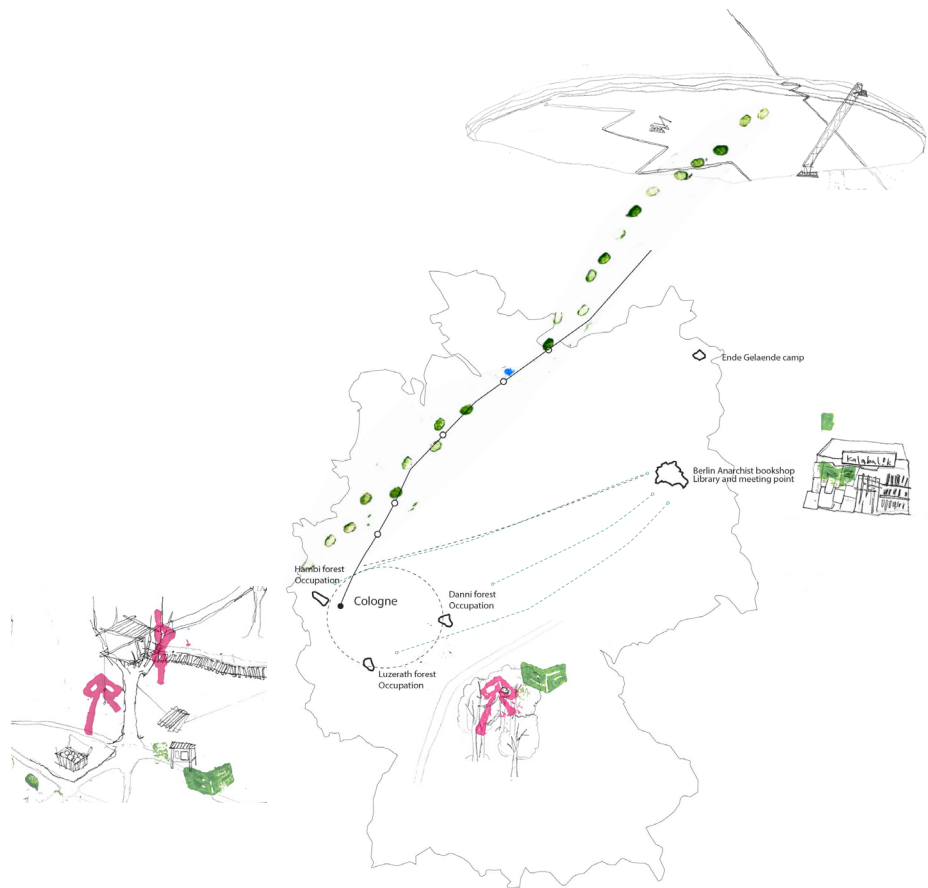 Ende Gelaende camp
Kalabalik
Berlin Anarchist bookshop
Library and meeting point
Hambi forest
Occupation
Cologne
Danni forest
Occupation
Luzerath forest
Occupation